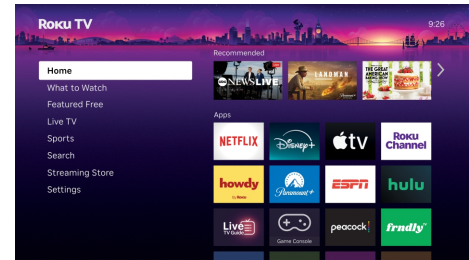 ROKU TV
9:26
Home
What to Watch
Featured Free
Live TV
Sports
Search
Streaming Store
Settings
Recommended
abc NEWS LIVE
LANDMAN
THE GREAT
AMERICAN
BAKING SHOW
Apps
NETFLIX
Disney+
tv
ROKU
Channel
howdy
by Roku
Paramount+
ESPN
hulu
Live
TV Guide
Game Console
peacock
frndly